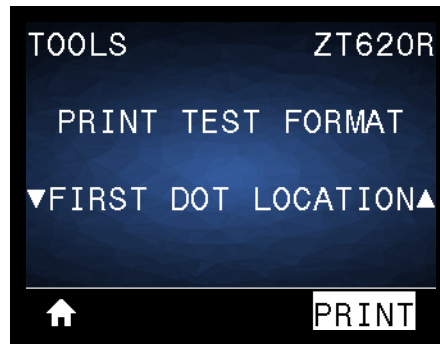 TOOLS ZT620R
PRINT TEST FORMAT
▼FIRST DOT LOCATION▲
PRINT